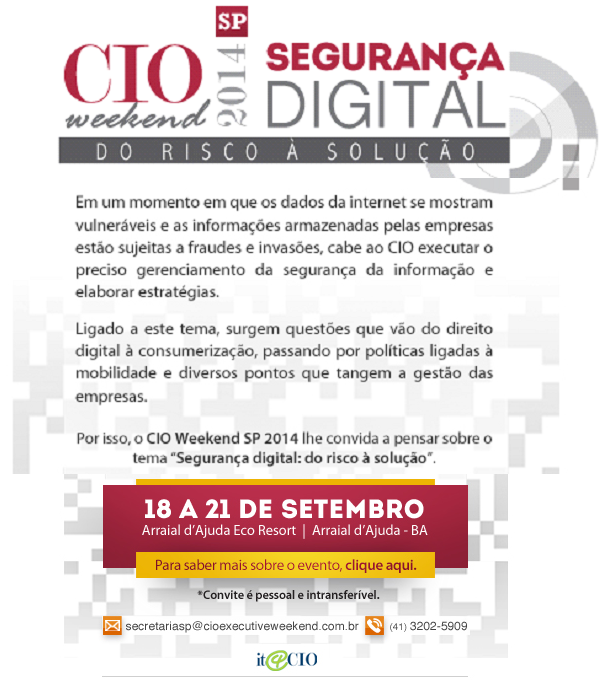 SP
CIO
weekend
2014
SEGURANÇA
DIGITAL
DO RISCO À SOLUÇÃO
Em um momento em que os dados da internet se mostram
vulneráveis e as informações armazenadas pelas empresas
estão sujeitas a fraudes e invasões, cabe ao CIO executar o
preciso gerenciamento da segurança da informação e
elaborar estratégias.
Ligado a este tema, surgem questões que vão do direito
digital à consumerização, passando por políticas ligadas à
mobilidade e diversos pontos que tangem a gestão das
empresas.
Por isso, o CIO Weekend SP 2014 lhe convida a pensar sobre o
tema “Segurança digital: do risco à solução”.
18 A 21 DE SETEMBRO
Arraial d’Ajuda Eco Resort | Arraial d’Ajuda - BA
Para saber mais sobre o evento, clique aqui.
*Convite é pessoal e intransferível.
secretariasp@cioexecutiveweekend.com.br (41) 3202-5909
it@CIO